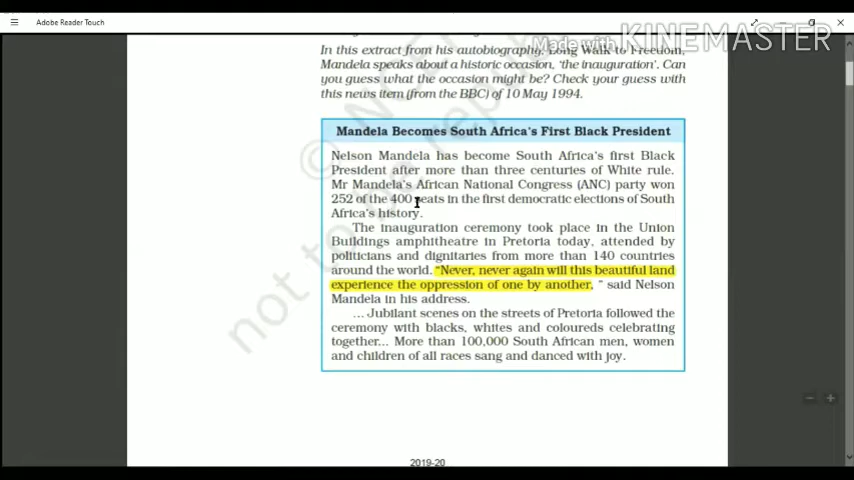 Adobe Reader Touch
Made with KINEMASTER
In this extract from his autobiography, Long Walk to Freedom,
Mandela speaks about a historic occasion, ‘the inauguration’. Can
you guess what the occasion might be? Check your guess with
this news item (from the BBC) of 10 May 1994.
Mandela Becomes South Africa’s First Black President
Nelson Mandela has become South Africa’s first Black
President after more than three centuries of White rule.
Mr Mandela’s African National Congress (ANC) party won
252 of the 400 seats in the first democratic elections of South
Africa’s history.
The inauguration ceremony took place in the Union
Buildings amphitheatre in Pretoria today, attended by
politicians and dignitaries from more than 140 countries
around the world. “Never, never again will this beautiful land
experience the oppression of one by another, ” said Nelson
Mandela in his address.
... Jubilant scenes on the streets of Pretoria followed the
ceremony with blacks, whites and coloureds celebrating
together... More than 100,000 South African men, women
and children of all races sang and danced with joy.
© NCERT
not to be republished
2019-20